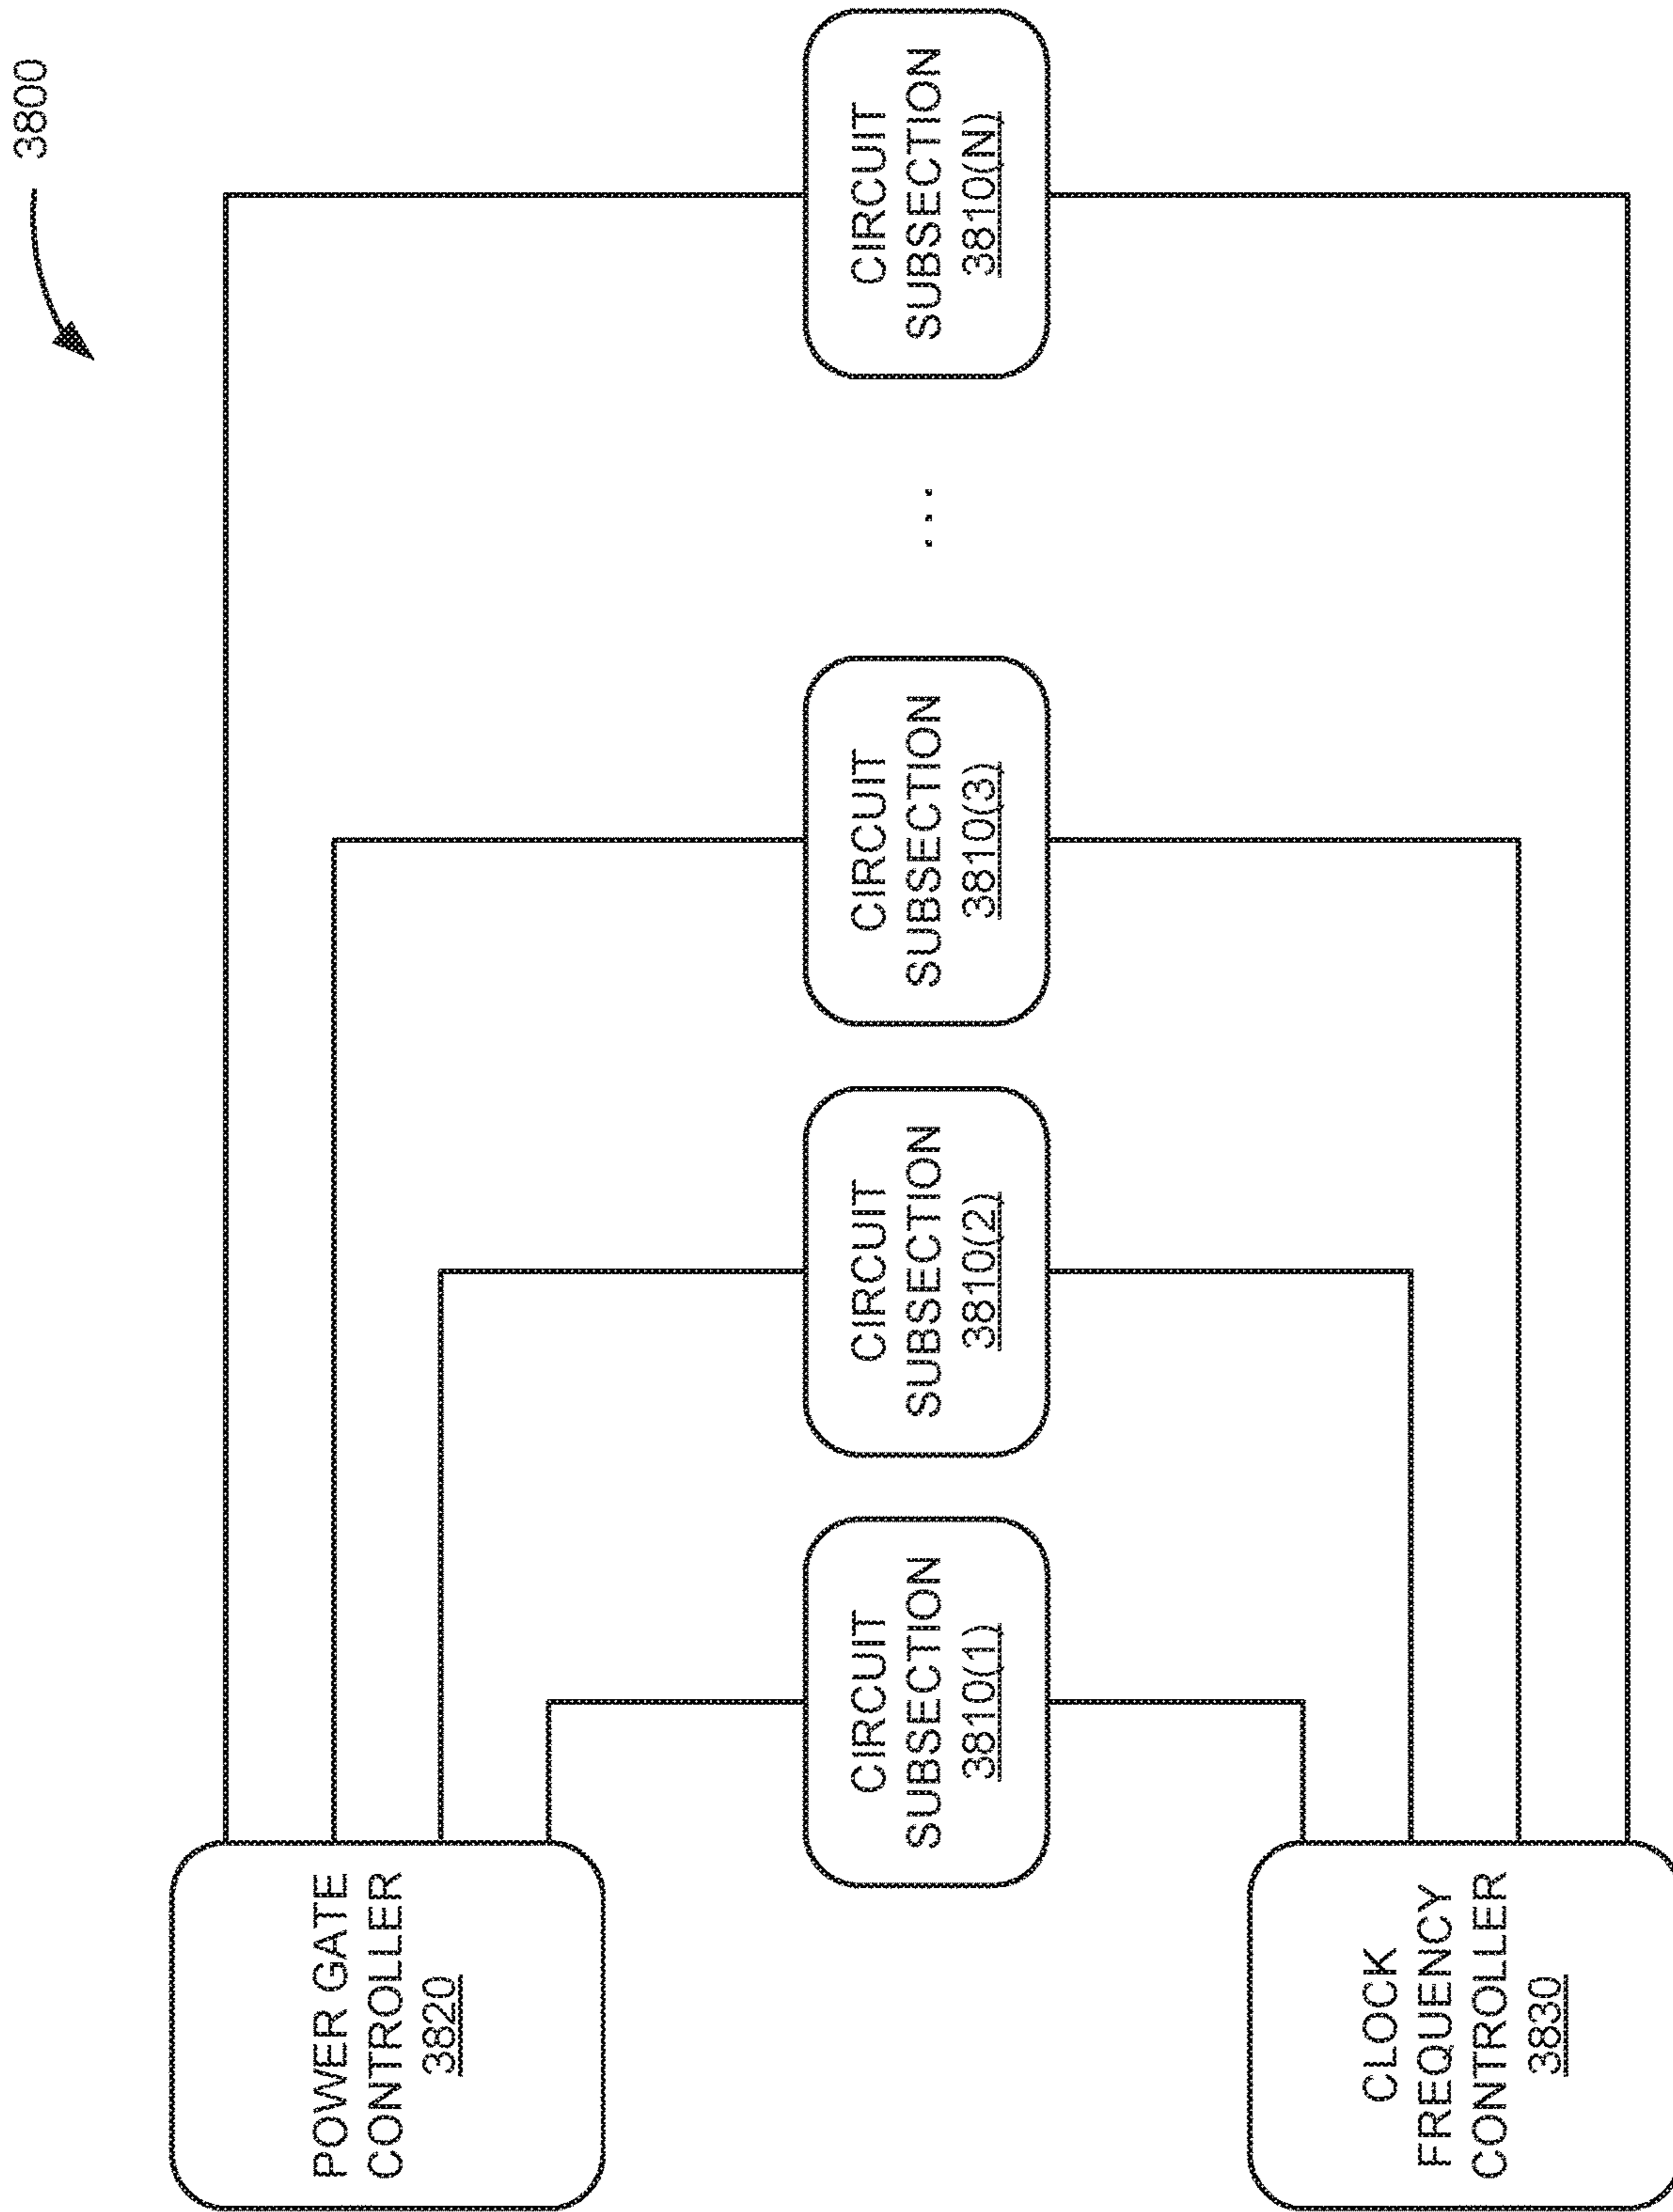 3800
POWER GATE
CONTROLLER
3820
CIRCUIT
SUBSECTION
3810(1)
CIRCUIT
SUBSECTION
3810(2)
CIRCUIT
SUBSECTION
3810(3)
...
CIRCUIT
SUBSECTION
3810(N)
CLOCK
FREQUENCY
CONTROLLER
3830